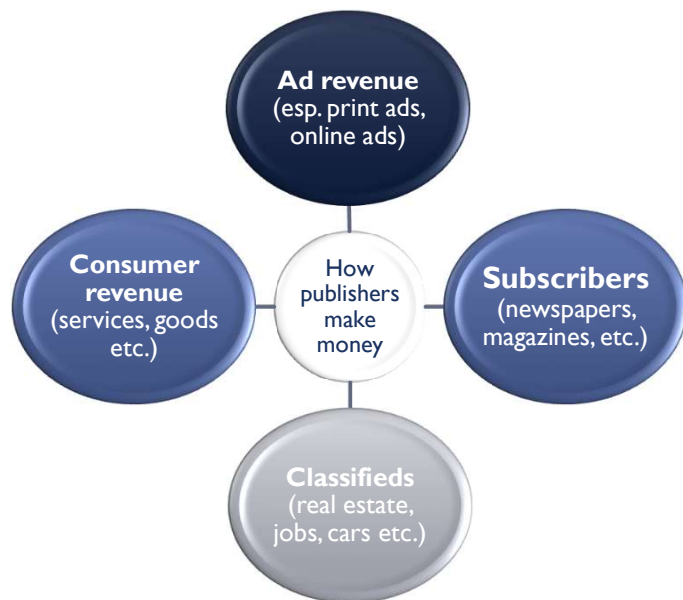 Ad revenue
(esp. print ads,
online ads)
Consumer
revenue
(services, goods
etc.)
How
publishers
make
money
Subscribers
(newspapers,
magazines, etc.)
Classifieds
(real estate,
jobs, cars etc.)